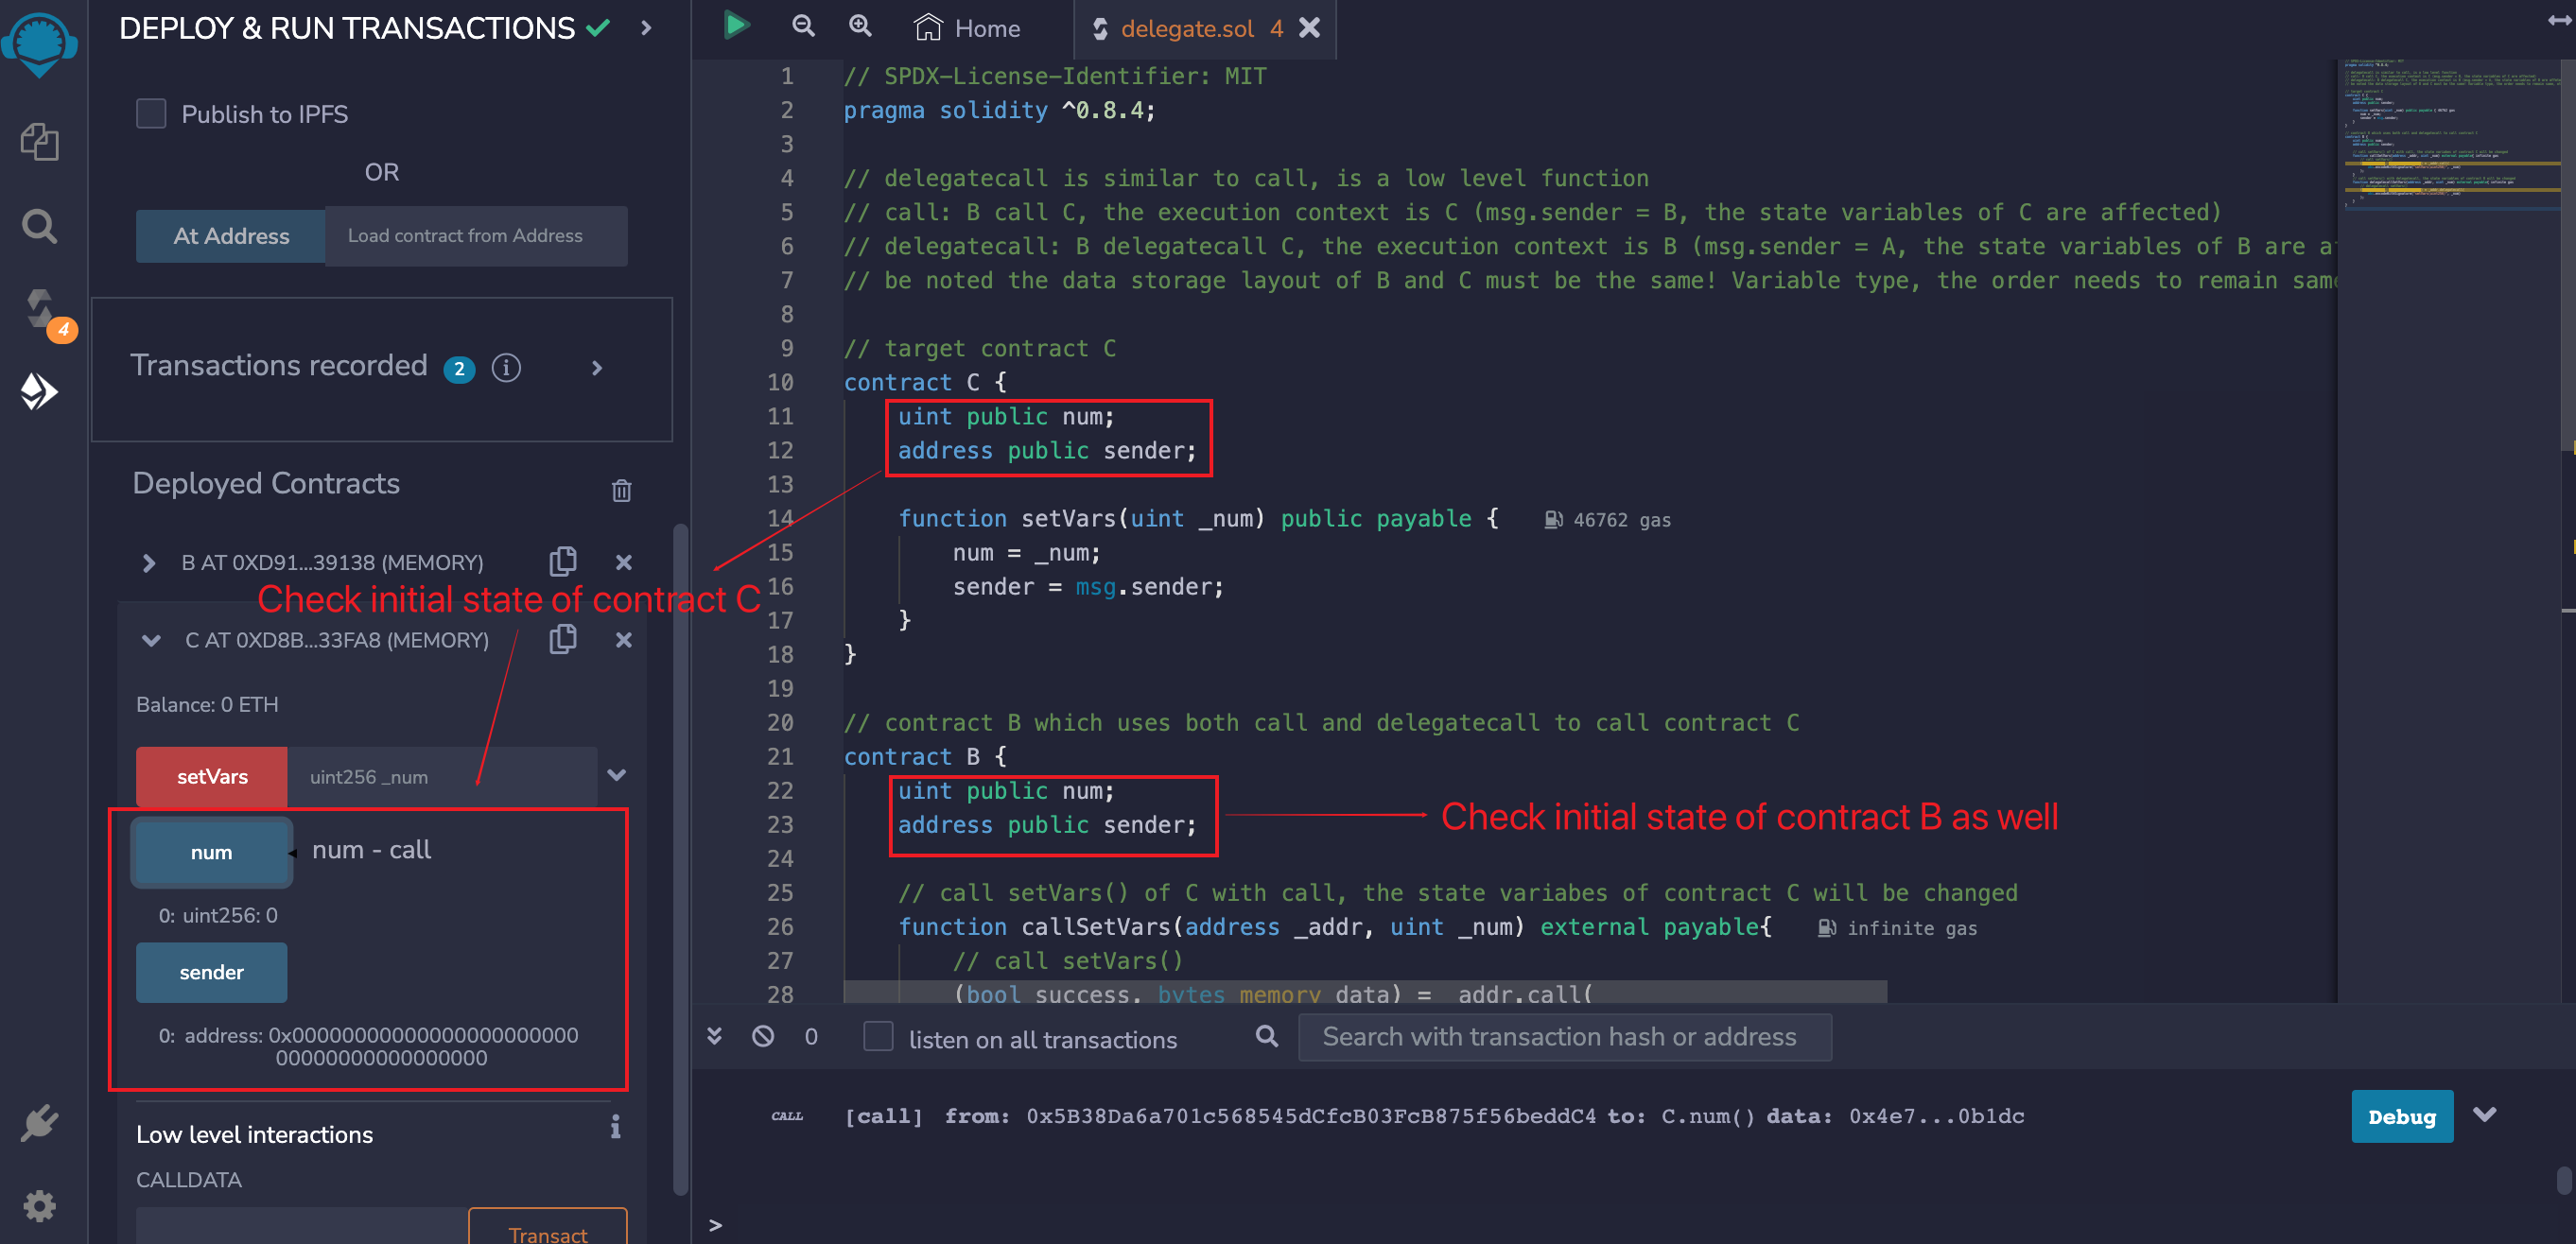 DEPLOY & RUN TRANSACTIONS
Publish to IPFS
OR
At Address
Load contract from Address
4
Transactions recorded 2 i
Deployed Contracts
B AT 0XD91...39138 (MEMORY)
Check initial state of contract C
C AT 0XD8B...33FA8 (MEMORY)
Balance: 0 ETH
setVars
uint256 _num
num
num - call
0: uint256: 0
sender
0: address: 0x00000000000000000000000
00000000000000000
Low level interactions
i
CALLDATA
Transact
Home
delegate.sol 4
1 // SPDX-License-Identifier: MIT
2 pragma solidity ^0.8.4;
3
4 // delegatecall is similar to call, is a low level function
5 // call: B call C, the execution context is C (msg.sender = B, the state variables of C are affected)
6 // delegatecall: B delegatecall C, the execution context is B (msg.sender = A, the state variables of B are a
7 // be noted the data storage layout of B and C must be the same! Variable type, the order needs to remain same
8
9 // target contract C
10 contract C {
11 uint public num;
12 address public sender;
13
14 function setVars(uint _num) public payable { 46762 gas
15 num = _num;
16 sender = msg.sender;
17 }
18 }
19
20 // contract B which uses both call and delegatecall to call contract C
21 contract B {
22 uint public num;
23 address public sender;
Check initial state of contract B as well
24
25 // call setVars() of C with call, the state variabes of contract C will be changed
26 function callSetVars(address _addr, uint _num) external payable{ infinite gas
27 // call setVars()
28 (bool success, bytes memory data) = _addr.call(
0
listen on all transactions
Search with transaction hash or address
CALL [call] from: 0x5B38Da6a701c568545dCfcB03FcB875f56beddC4 to: C.num() data: 0x4e7...0b1dc
Debug
>